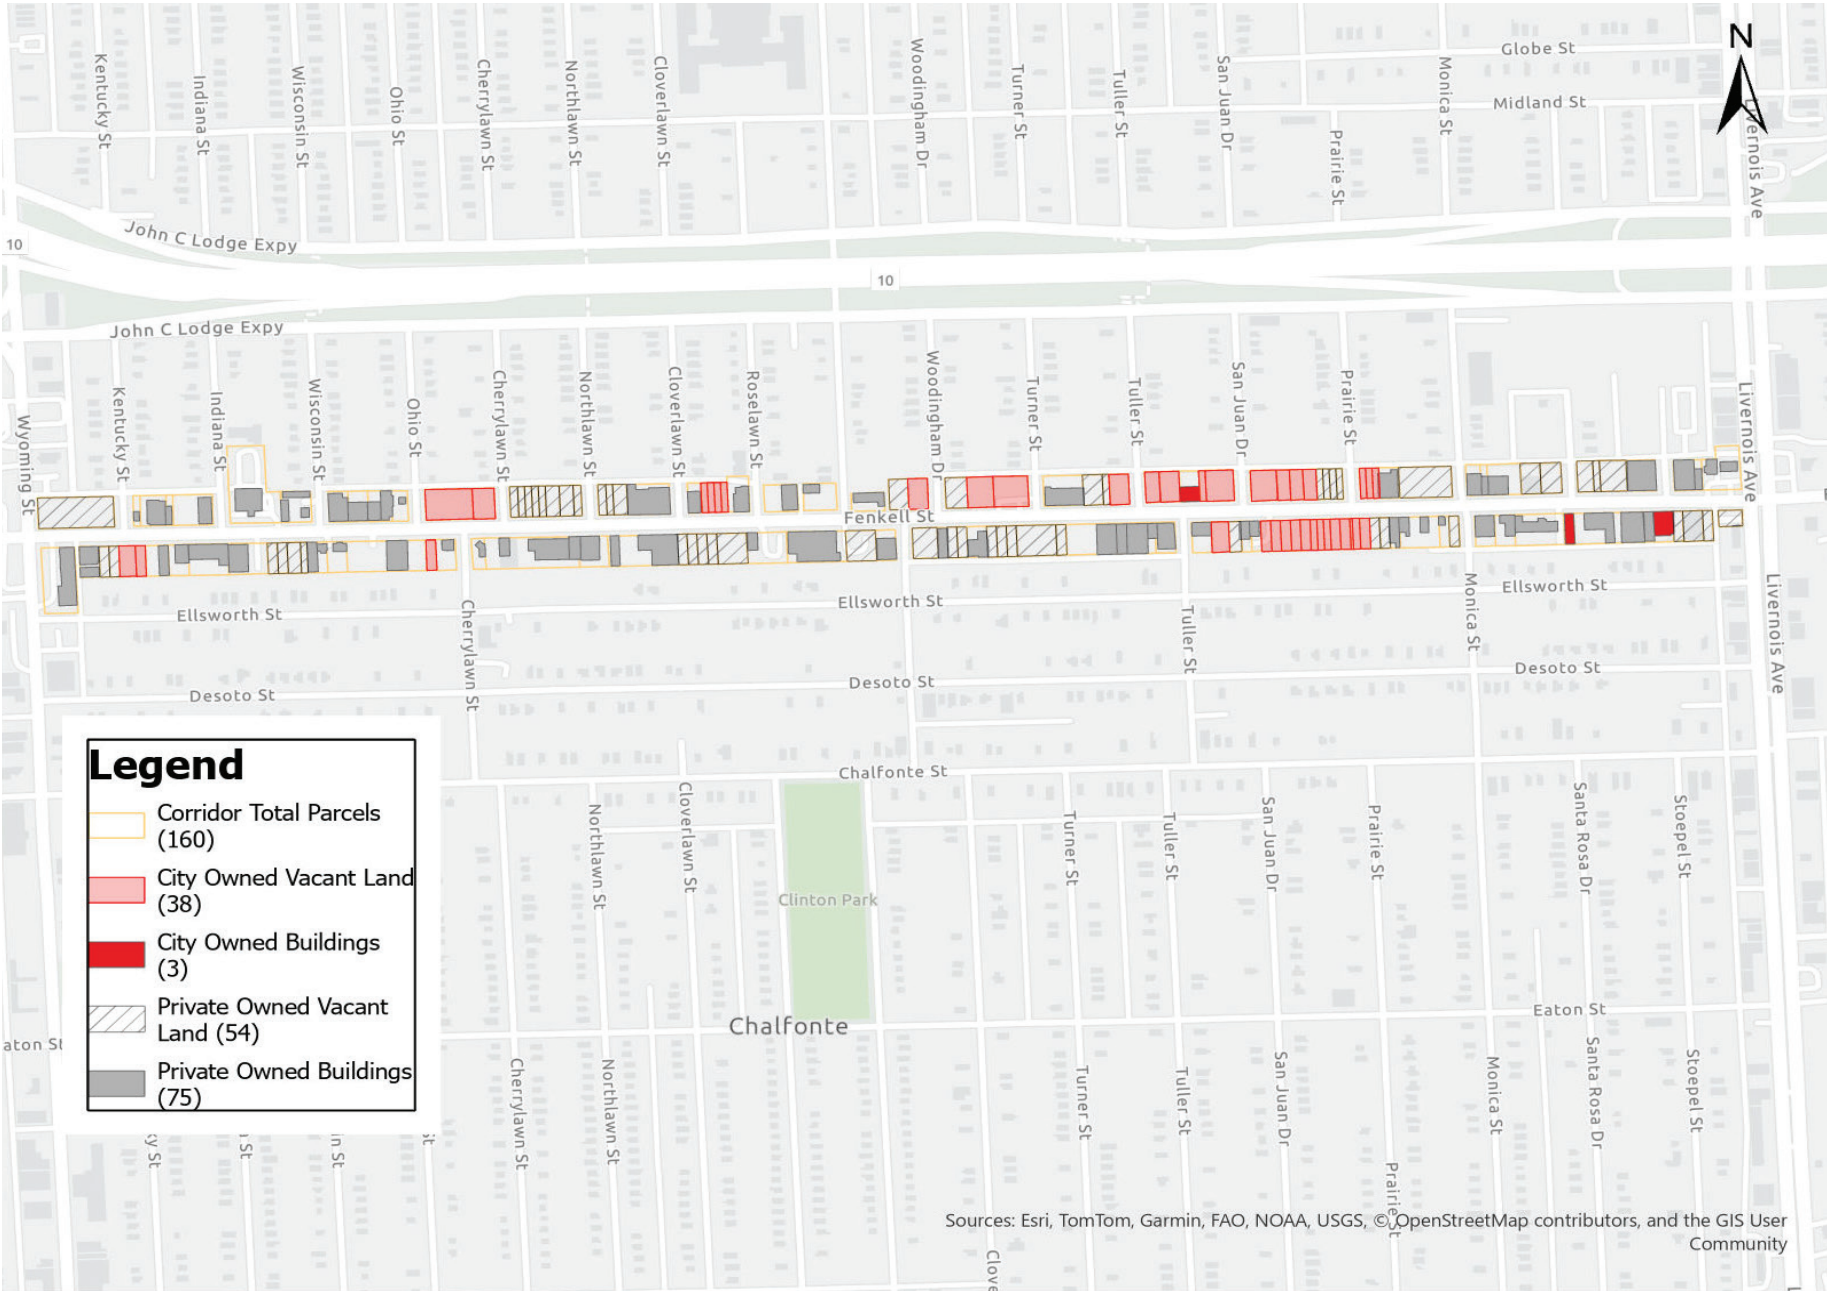 N
Globe St
Midland St
Kentucky St
Indiana St
Wisconsin St
Ohio St
Cherrylawn St
Northlawn St
Cloverlawn St
Woodingham Dr
Turner St
Tuller St
San Juan Dr
Prairie St
Monica St
Livernois Ave
John C Lodge Expy
10
10
John C Lodge Expy
Wyoming St
Kentucky St
Indiana St
Wisconsin St
Ohio St
Cherrylawn St
Northlawn St
Cloverlawn St
Roselawn St
Woodingham Dr
Turner St
Tuller St
San Juan Dr
Prairie St
Livernois Ave
Fenkell St
Ellsworth St
Ellsworth St
Ellsworth St
Cherrylawn St
Tuller St
Monica St
Livernois Ave
Desoto St
Desoto St
Desoto St
Chalfonte St
Northlawn St
Cloverlawn St
Clinton Park
Turner St
Tuller St
San Juan Dr
Prairie St
Santa Rosa Dr
Stoepel St
Chalfonte
Eaton St
aton St
Cherrylawn St
Northlawn St
Turner St
Tuller St
San Juan Dr
Prairie St
Monica St
Santa Rosa Dr
Stoepel St
ky St
St
in St
St
Clove
Legend
Corridor Total Parcels
(160)
City Owned Vacant Land
(38)
City Owned Buildings
(3)
Private Owned Vacant
Land (54)
Private Owned Buildings
(75)
Sources: Esri, TomTom, Garmin, FAO, NOAA, USGS, © OpenStreetMap contributors, and the GIS User
Community